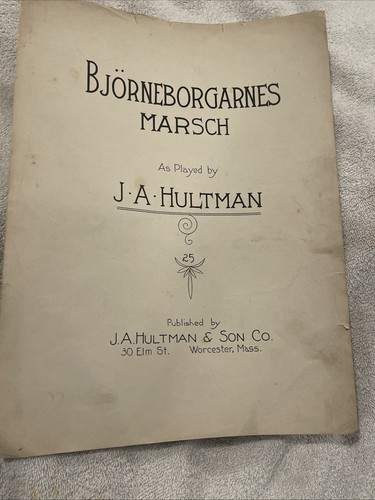 BJÖRNEBORGARNES
MARSCH
As Played by
J·A·HULTMAN
25
Published by
J.A.HULTMAN & SON CO.
30 Elm St. Worcester, Mass.